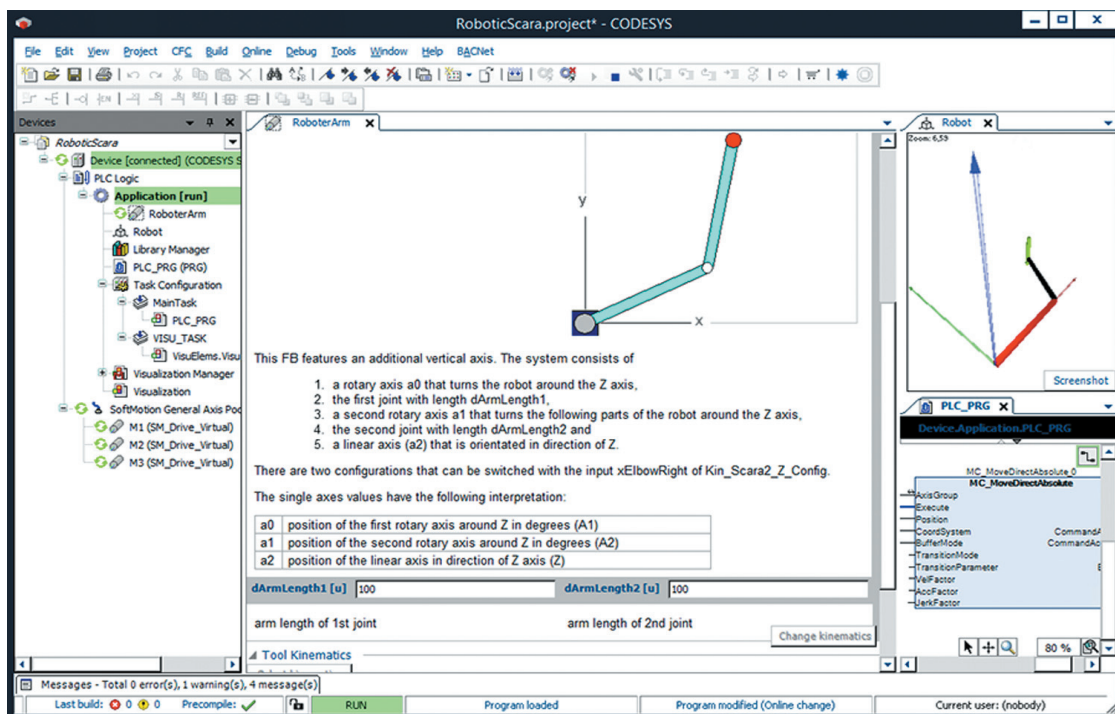 RoboticScara.project* - CODESYS
File Edit View Project CFC Build Online Debug Tools Window Help BACNet
Devices
RoboticScara
Device [connected] (CODESYS S
PLC Logic
Application [run]
RoboterArm
Robot
Library Manager
PLC_PRG (PRG)
Task Configuration
MainTask
PLC_PRG
VISU_TASK
VisuElems.Visu
Visualization Manager
Visualization
SoftMotion General Axis Poo
M1 (SM_Drive_Virtual)
M2 (SM_Drive_Virtual)
M3 (SM_Drive_Virtual)
RoboterArm
y
x
This FB features an additional vertical axis. The system consists of
1. a rotary axis a0 that turns the robot around the Z axis,
2. the first joint with length dArmLength1,
3. a second rotary axis a1 that turns the following parts of the robot around the Z axis,
4. the second joint with length dArmLength2 and
5. a linear axis (a2) that is orientated in direction of Z.
There are two configurations that can be switched with the input xElbowRight of Kin_Scara2_Z_Config.
The single axes values have the following interpretation:
a0 position of the first rotary axis around Z in degrees (A1)
a1 position of the second rotary axis around Z in degrees (A2)
a2 position of the linear axis in direction of Z axis (Z)
dArmLength1 [u] 100 dArmLength2 [u] 100
arm length of 1st joint arm length of 2nd joint
Change kinematics
Tool Kinematics
Robot
Zoom: 6,59
Screenshot
PLC_PRG
Device.Application.PLC_PRG
MC_MoveDirectAbsolute_0
MC_MoveDirectAbsolute
AxisGroup
Execute
Position
CoordSystem CommandA
BufferMode CommandAc
TransitionMode
TransitionParameter E
VelFactor
AccFactor
JerkFactor
80 %
Messages - Total 0 error(s), 1 warning(s), 4 message(s)
Last build: 0 0 Precompile: RUN Program loaded Program modified (Online change) Current user: (nobody)